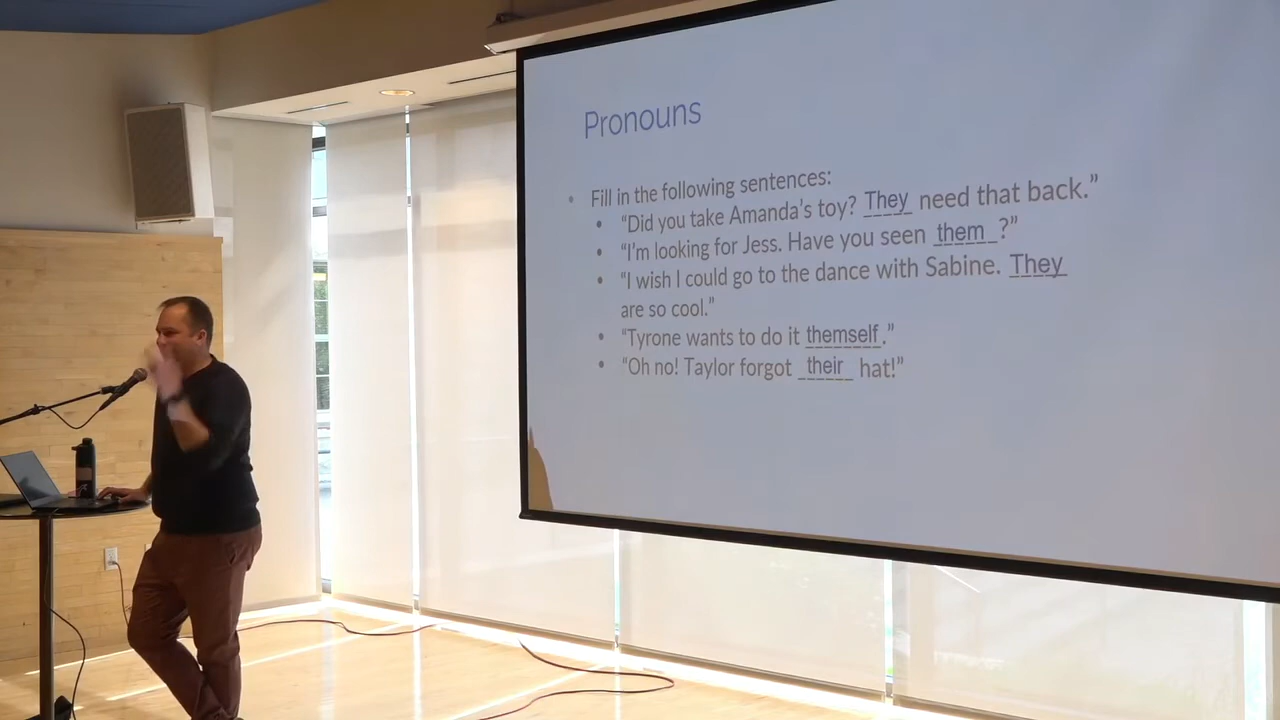 Pronouns
Fill in the following sentences:
“Did you take Amanda’s toy? They need that back.”
“I’m looking for Jess. Have you seen them ?”
“I wish I could go to the dance with Sabine. They
are so cool.”
“Tyrone wants to do it themself.”
“Oh no! Taylor forgot their hat!”